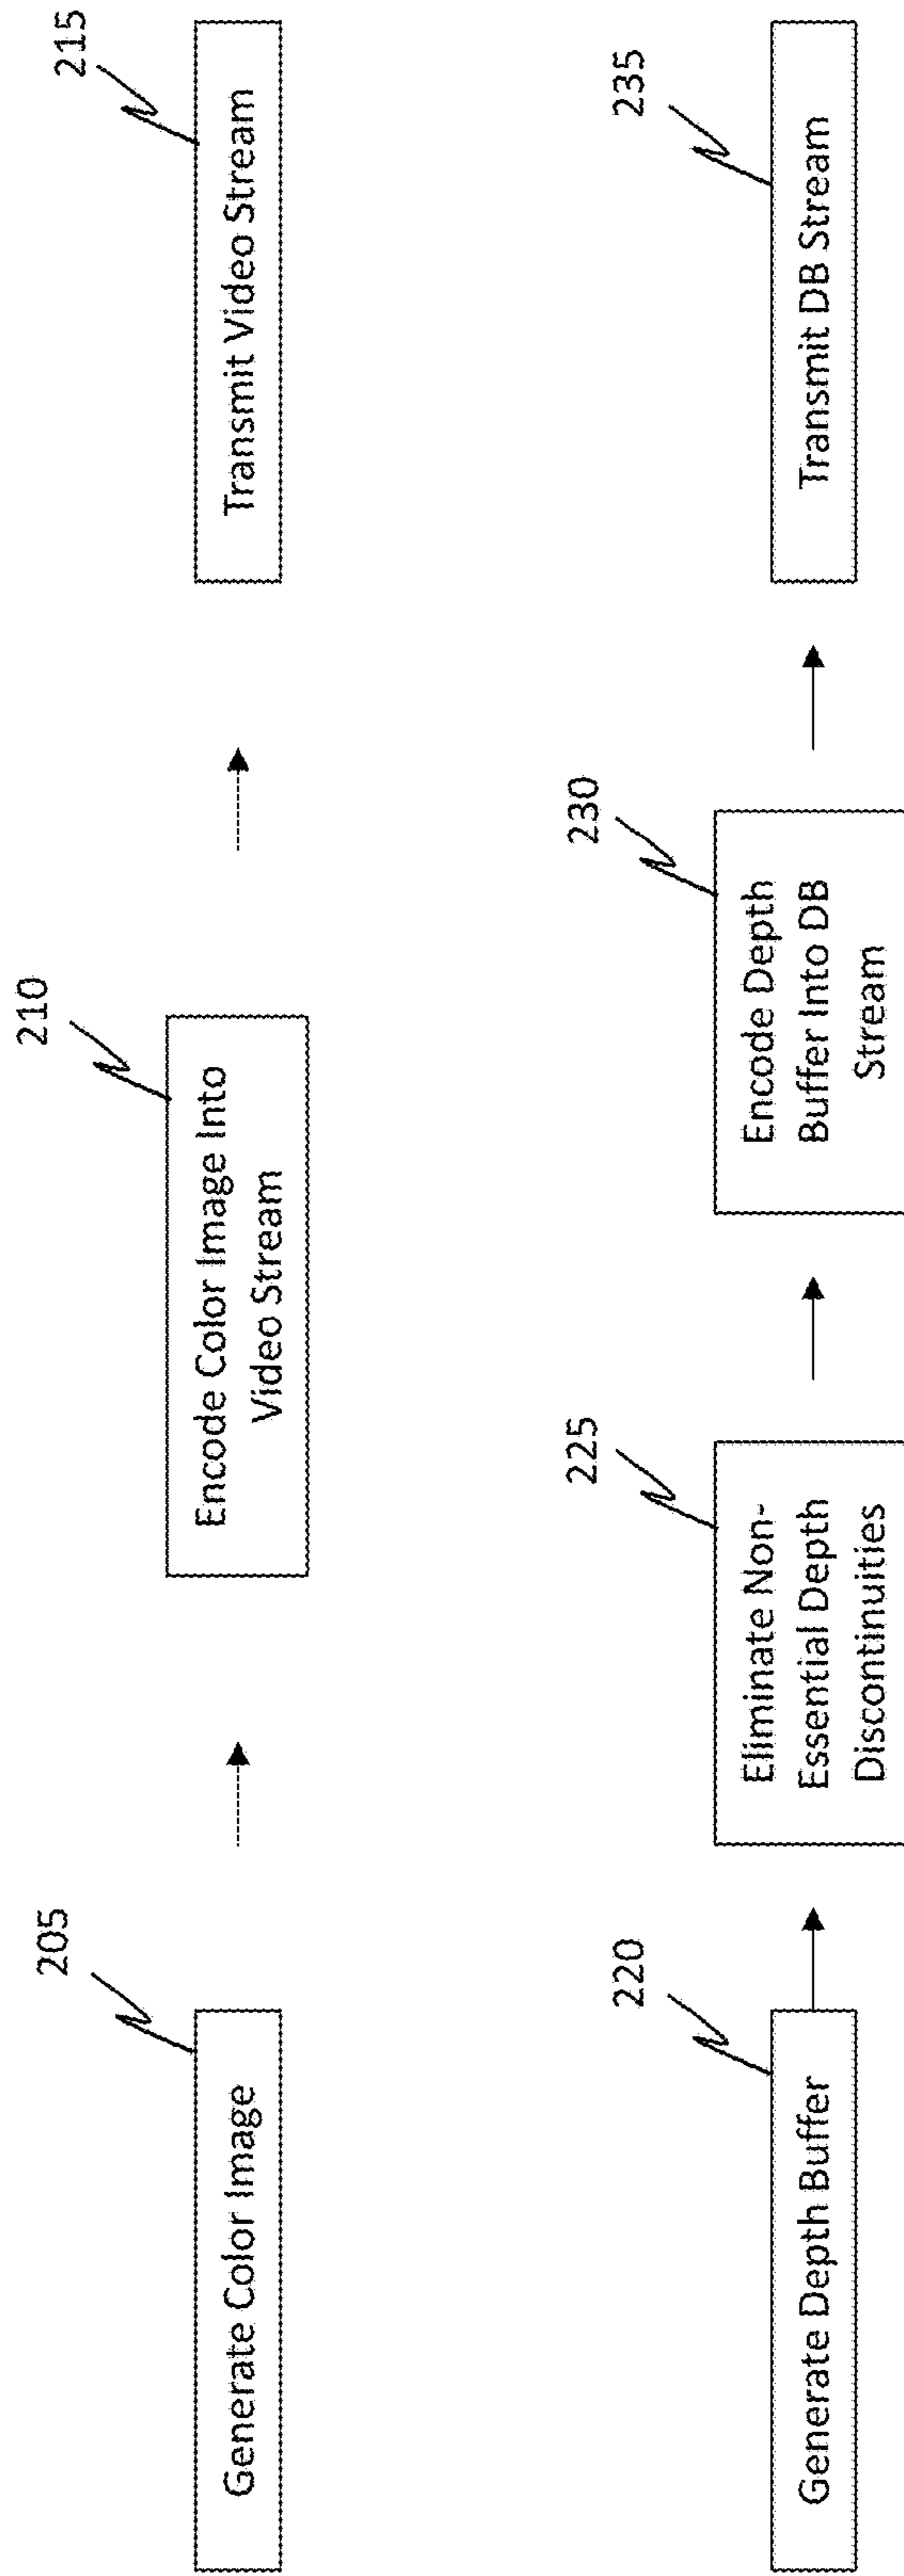 205
Generate Color Image
210
Encode Color Image Into
Video Stream
215
Transmit Video Stream
220
Generate Depth Buffer
225
Eliminate Non-
Essential Depth
Discontinuities
230
Encode Depth
Buffer Into DB
Stream
235
Transmit DB Stream